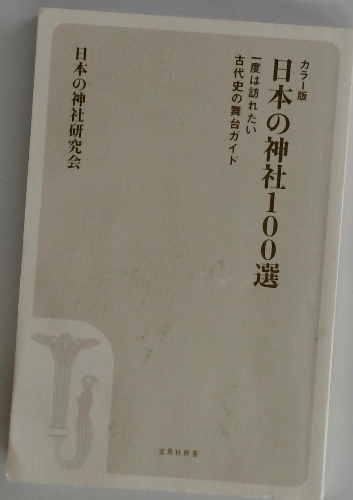 カラー版
日本の神社100選
一度は訪れたい
古代史の舞台ガイド
日本の神社研究会
宝島社新書